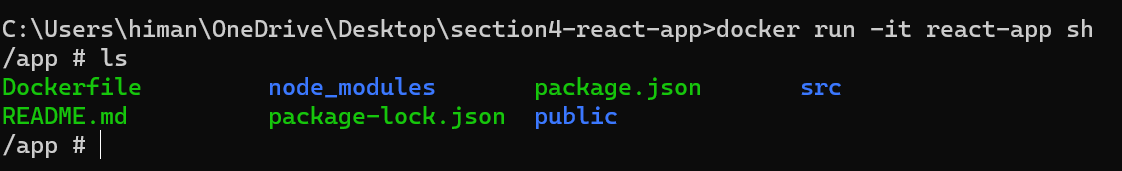 C:\Users\himan\OneDrive\Desktop\section4-react-app>docker run -it react-app sh
/app # ls
Dockerfile node_modules package.json src
README.md package-lock.json public
/app #